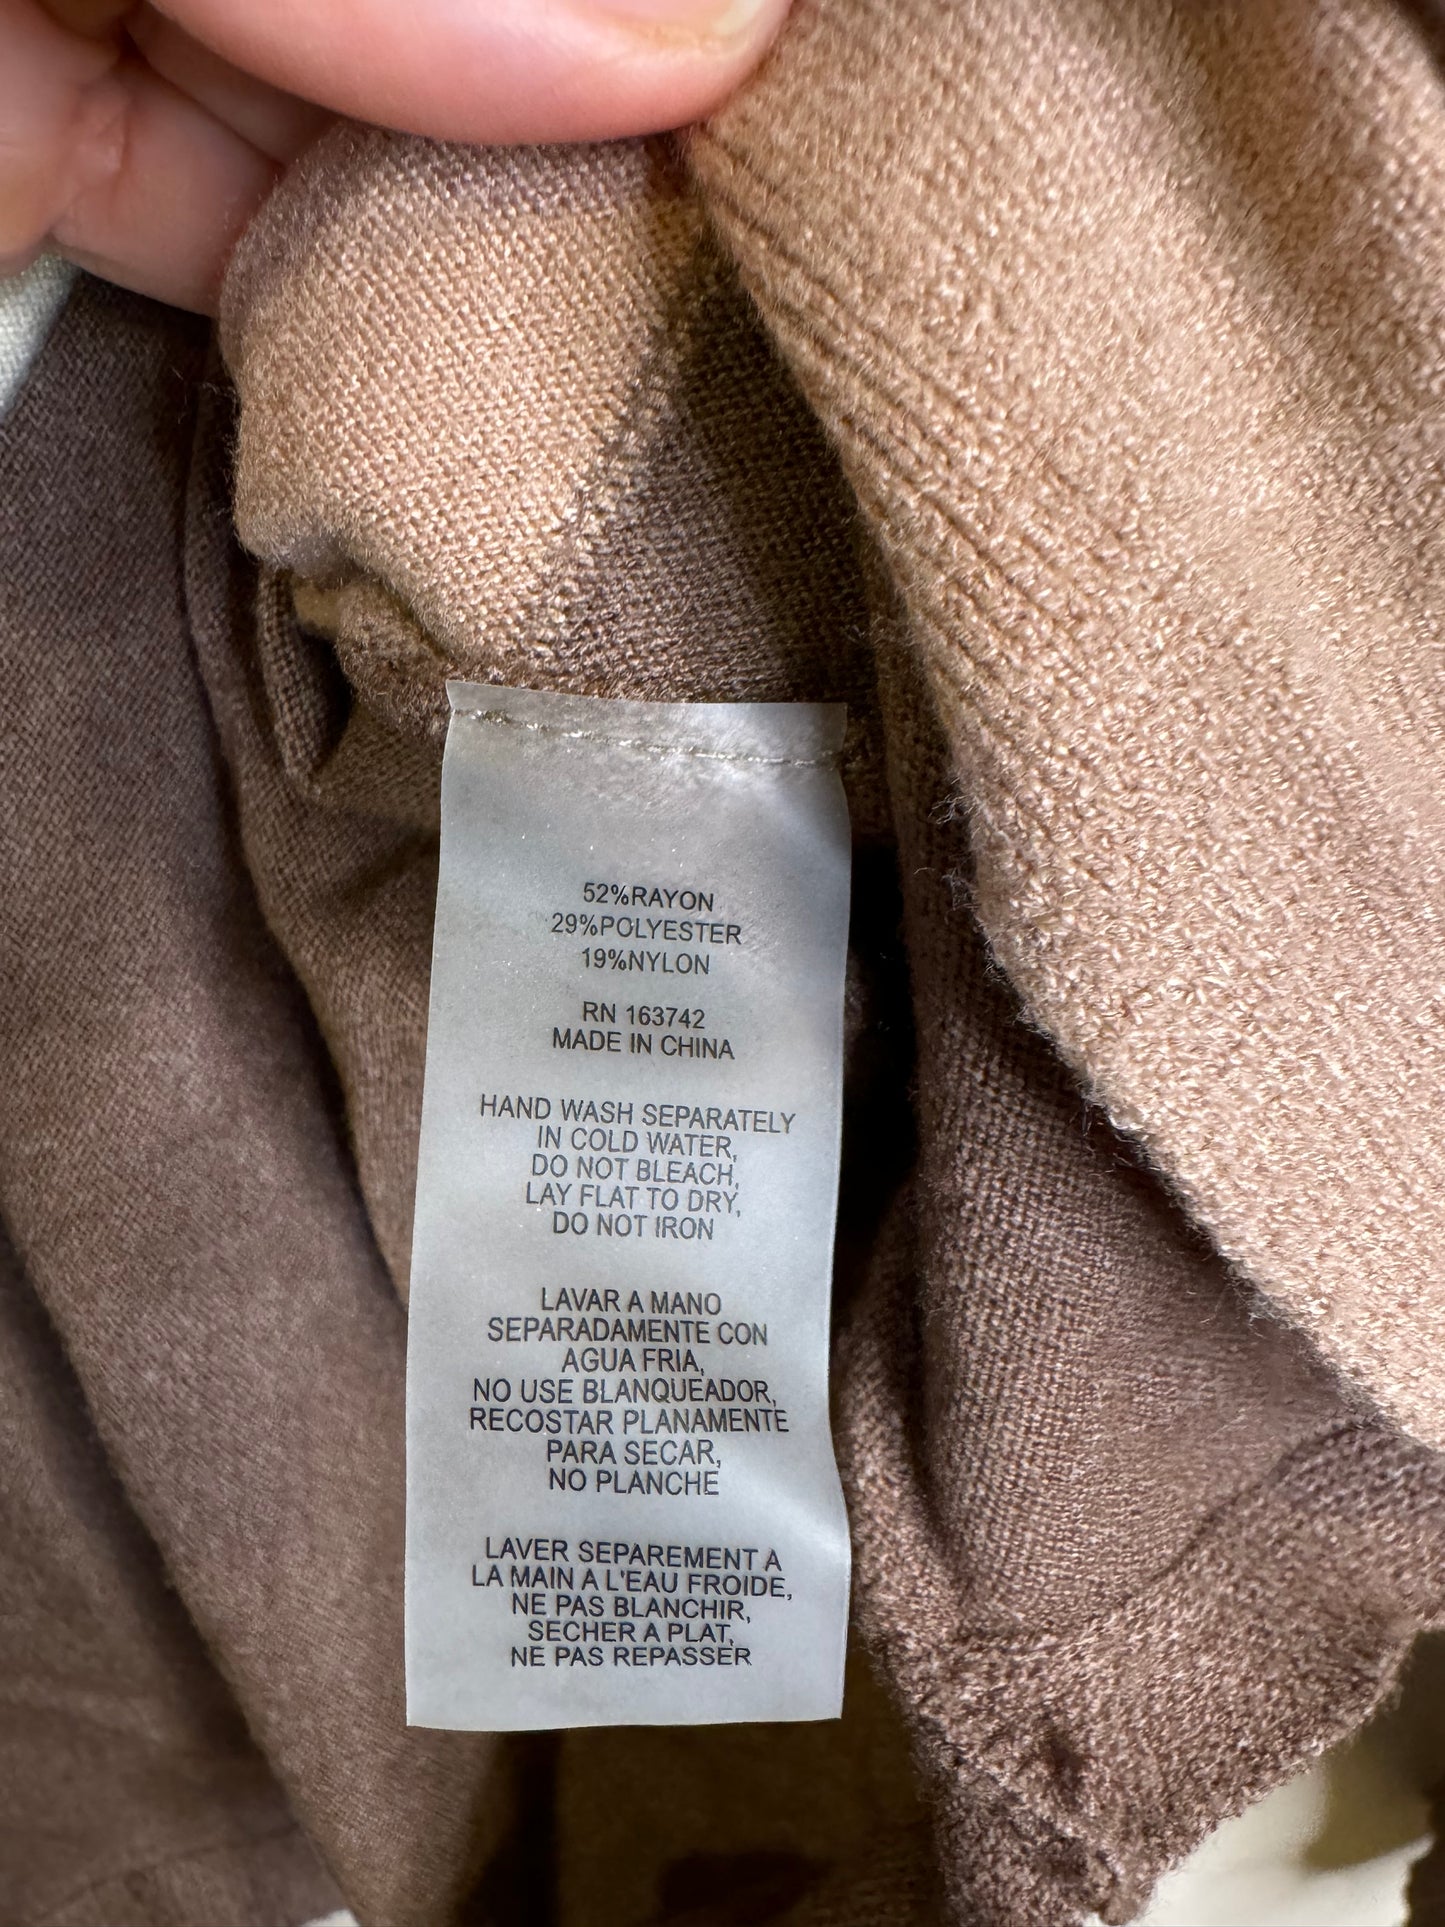 52%RAYON
29%POLYESTER
19%NYLON
RN 163742
MADE IN CHINA
HAND WASH SEPARATELY
IN COLD WATER,
DO NOT BLEACH,
LAY FLAT TO DRY,
DO NOT IRON
LAVAR A MANO
SEPARADAMENTE CON
AGUA FRIA,
NO USE BLANQUEADOR,
RECOSTAR PLANAMENTE
PARA SECAR,
NO PLANCHE
LAVER SEPAREMENT A
LA MAIN A L'EAU FROIDE,
NE PAS BLANCHIR,
SECHER A PLAT,
NE PAS REPASSER